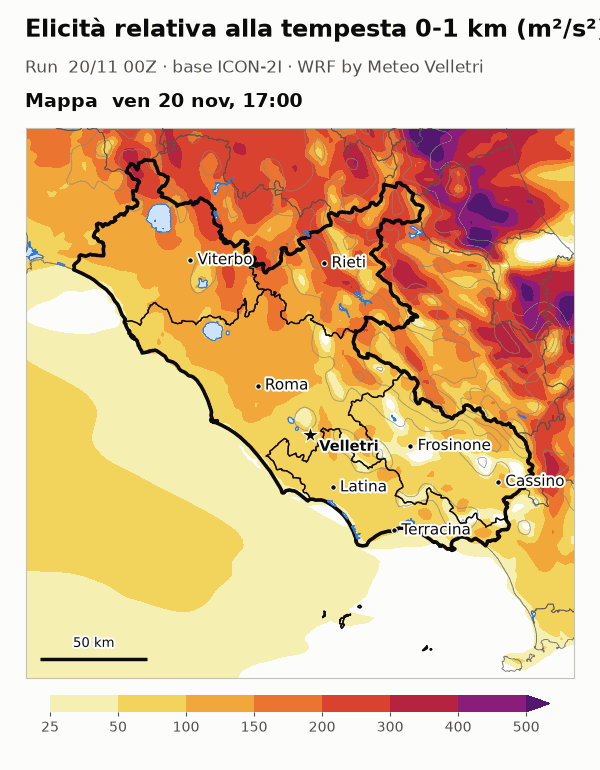 Elicità relativa alla tempesta 0-1 km (m²/s²)
Run 20/11 00Z · base ICON-2I · WRF by Meteo Velletri
Mappa ven 20 nov, 17:00
Viterbo
Rieti
Roma
Velletri
Frosinone
Latina
Cassino
Terracina
50 km
25 50 100 150 200 300 400 500